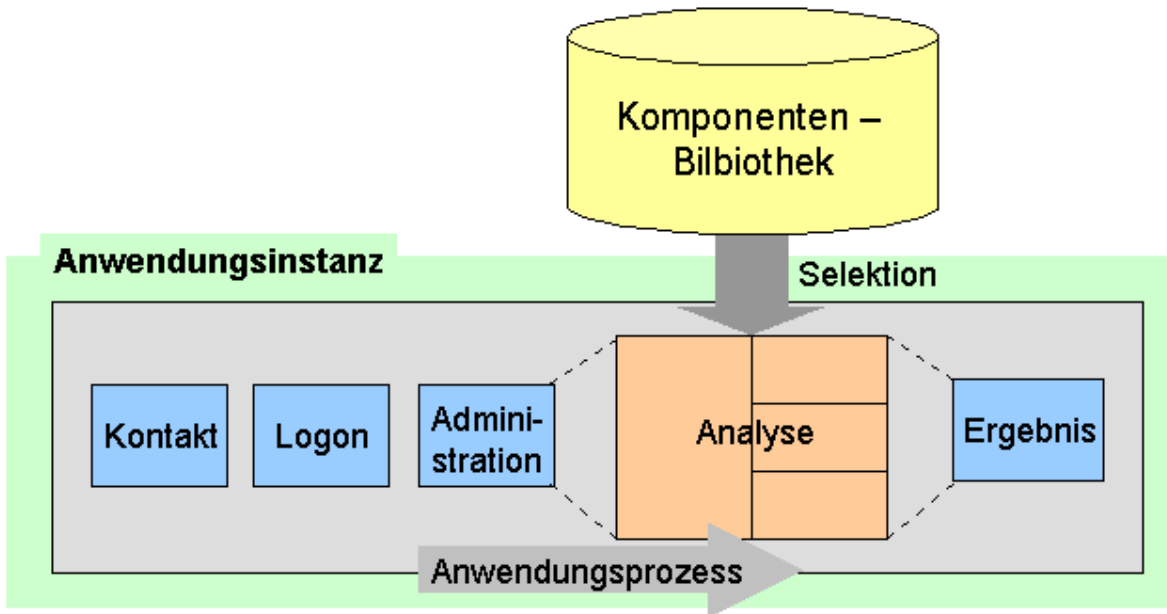 Komponenten –
Bilbiothek
Anwendungsinstanz
Selektion
Kontakt
Logon
Admini-
stration
Analyse
Ergebnis
Anwendungsprozess